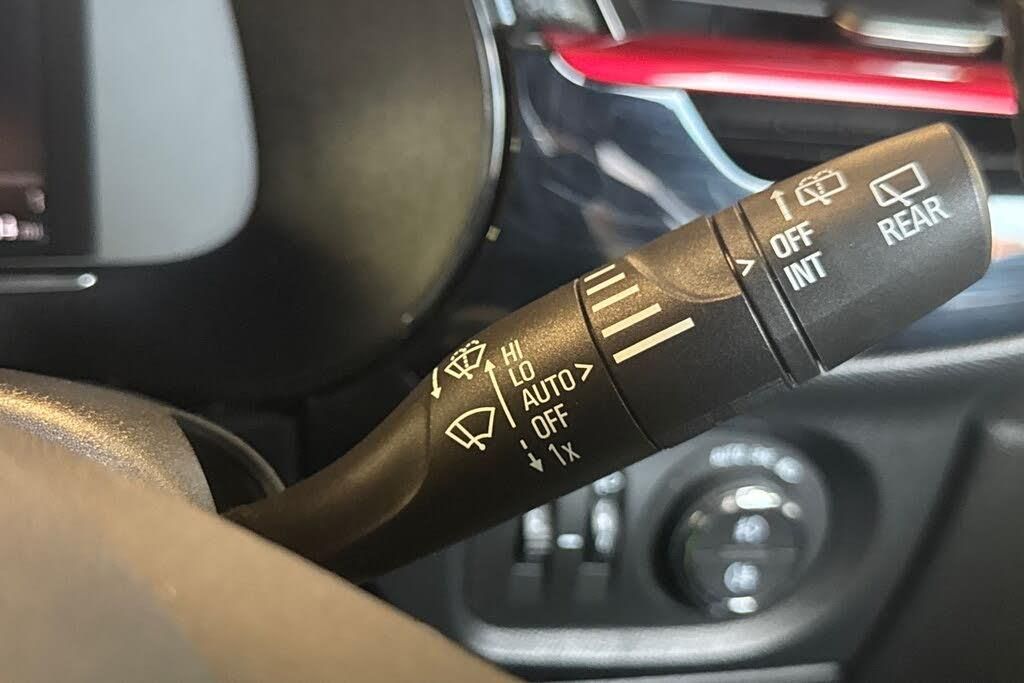 HI
LO
AUTO
OFF
1x
OFF
INT
REAR